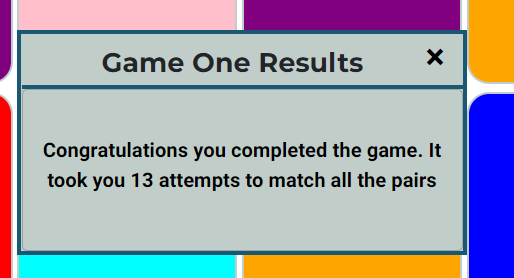 Game One Results ×
Congratulations you completed the game. It
took you 13 attempts to match all the pairs